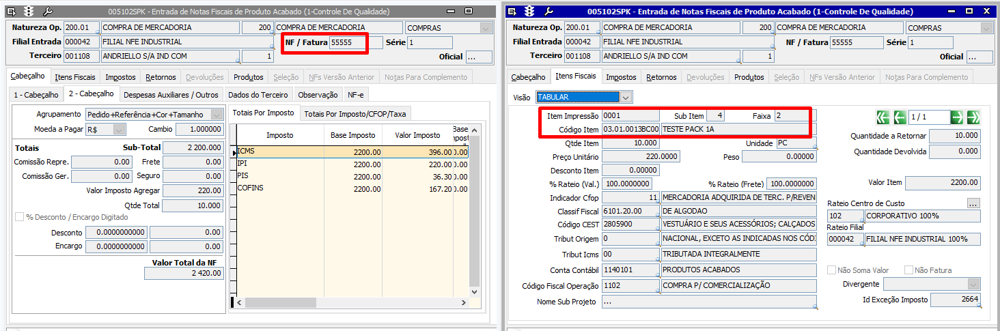 005102SPK - Entrada de Notas Fiscais de Produto Acabado (1-Controle De Qualidade)
Natureza Op. 200.01 COMPRA DE MERCADORIA 200 COMPRA DE MERCADORIA COMPRAS
Filial Entrada 000042 FILIAL NFE INDUSTRIAL NF / Fatura 55555 Série 1
Terceiro 001108 ANDRIELLO S/A IND COM 1 Oficial ...
Cabeçalho Itens Fiscais Impostos Retornos Devoluções Produtos Seleção NFs Versão Anterior Notas Para Complemento
1 - Cabeçalho 2 - Cabeçalho Despesas Auxiliares / Outros Dados do Terceiro Observação NF-e
Agrupamento Pedido+Referência+Cor+Tamanho
Moeda a Pagar R$ Cambio 1.000000
Totais Sub-Total 2 200.000
Comissão Repre. 0.00 Frete 0.00
Comissão Ger. 0.00 Seguro 0.00
Valor Imposto Agregar 220.00
Qtde Total 10.000
% Desconto / Encargo Digitado
Desconto 0.0000000000 0.00
Encargo 0.0000000000 0.00
Valor Total da NF
2 420.00
Totais Por Imposto Totais Por Imposto/CFOP/Taxa
Imposto Base Imposto Valor Imposto Base
ICMS 2200.00 396.00 0.00
IPI 2200.00 220.00 0.00
PIS 2200.00 36.30 0.00
COFINS 2200.00 167.20 0.00
005102SPK - Entrada de Notas Fiscais de Produto Acabado (1-Controle De Qualidade)
Natureza Op. 200.01 COMPRA DE MERCADORIA 200 COMPRA DE MERCADORIA COMPRAS
Filial Entrada 000042 FILIAL NFE INDUSTRIAL NF / Fatura 55555 Série 1
Terceiro 001108 ANDRIELLO S/A IND COM 1 Oficial ...
Cabeçalho Itens Fiscais Impostos Retornos Devoluções Produtos Seleção NFs Versão Anterior Notas Para Complemento
Visão TABULAR
Item Impressão 0001 Sub Item 4 Faixa 2
Código Item 03.01.0013BC00 TESTE PACK 1A
Qtde Item 10.000 Unidade PC
Preço Unitário 220.0000 Peso 0.00000
Desconto Item 0.00000
% Rateio (Val.) 100.0000000 % Rateio (Frete) 100.0000000
Indicador Cfop 11 MERCADORIA ADQUIRIDA DE TERC. P/REVEN
Classif Fiscal 6101.20.00 DE ALGODAO
Código CEST 2805900 VESTUÁRIO E SEUS ACESSÓRIOS; CALÇADOS
Tribut Origem 0 NACIONAL, EXCETO AS INDICADAS NOS CÓDI
Tribut Icms 00 TRIBUTADA INTEGRALMENTE
Conta Contábil 1140101 PRODUTOS ACABADOS
Código Fiscal Operação 1102 COMPRA P/ COMERCIALIZAÇÃO
Nome Sub Projeto ...
1 / 1
Quantidade a Retornar 10.000
Quantidade Devolvida 0.000
Valor Item 2200.00
Rateio Centro de Custo ...
102 CORPORATIVO 100%
Rateio Filial
000042 FILIAL NFE INDUSTRIAL 100%
Não Soma Valor Não Fatura
Divergente
Id Exceção Imposto 2664